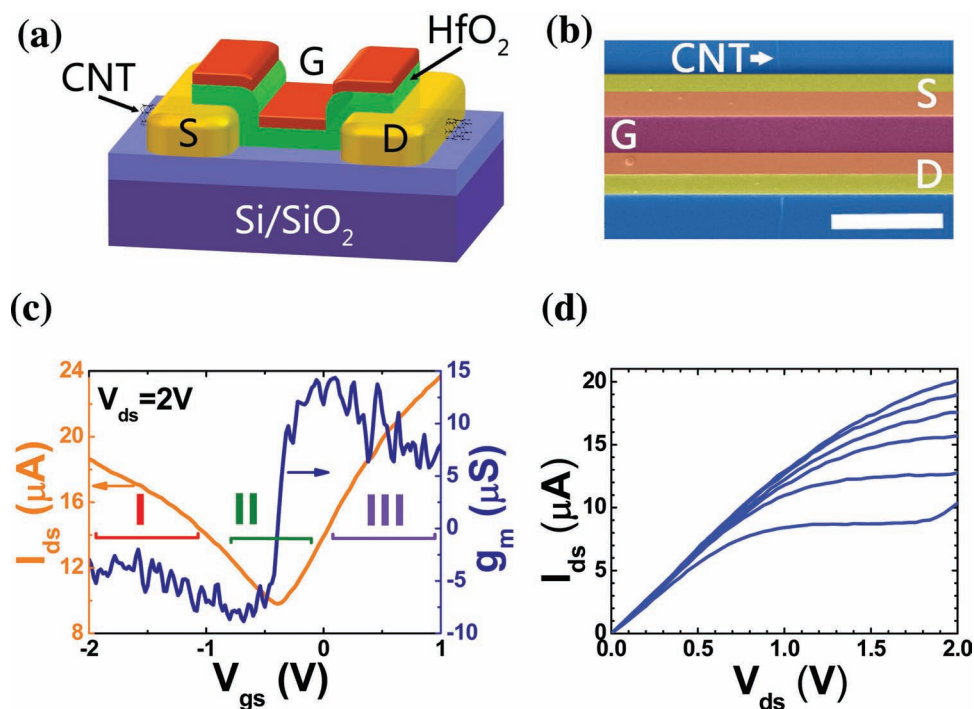 (a)
HfO2
G
CNT
S
D
Si/SiO2
(b)
CNT
S
G
D
(c)
Vds=2V
I
II
III
24
20
16
12
8
Ids (μA)
15
10
5
0
-5
-10
gm (μS)
-2
-1
0
1
Vgs (V)
(d)
20
15
10
5
0
Ids (μA)
0.0
0.5
1.0
1.5
2.0
Vds (V)